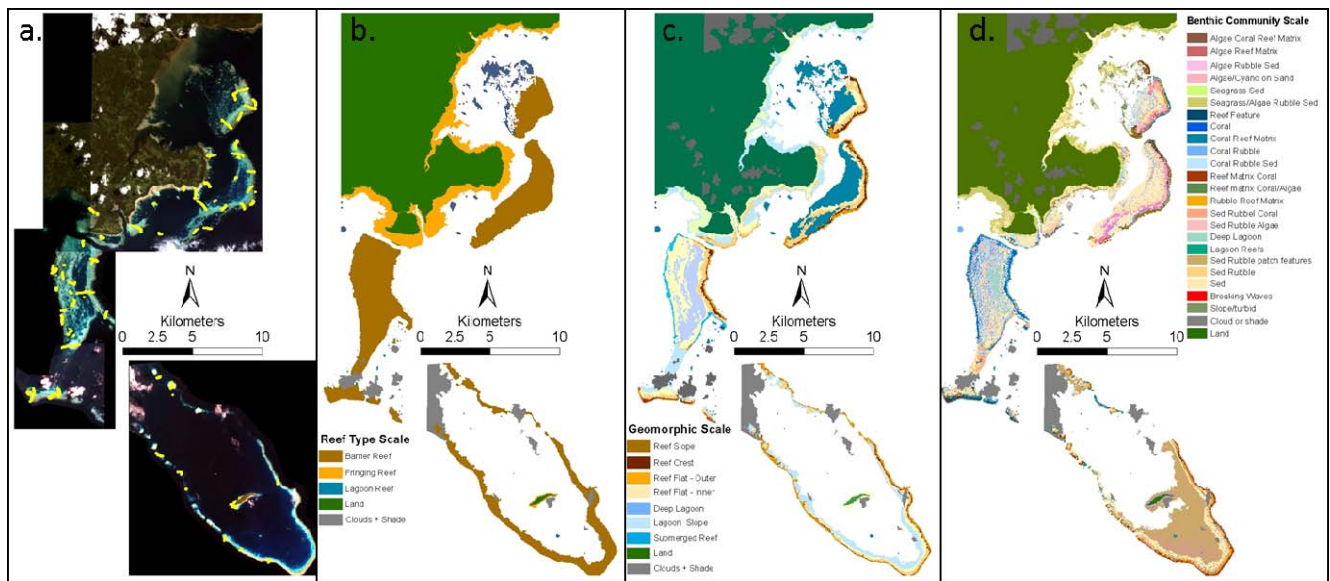 a.
N
Kilometers
0 2.5 5 10
b.
N
Kilometers
0 2.5 5 10
Reef Type Scale
Barrier Reef
Fringing Reef
Lagoon Reef
Land
Clouds + Shade
c.
N
Kilometers
0 2.5 5 10
Geomorphic Scale
Reef Slope
Reef Crest
Reef Flat - Outer
Reef Flat - Inner
Deep Lagoon
Lagoon Slope
Submerged Reef
Land
Clouds + Shade
d.
N
Kilometers
0 2.5 5 10
Benthic Community Scale
Algae Coral Reef Matrix
Algae Reef Matrix
Algae Rubble Sed
Algae/Cyano on Sand
Seagrass Sed
Seagrass/Algae Rubble Sed
Reef Feature
Coral
Coral Reef Matrix
Coral Rubble
Coral Rubble Sed
Reef Matrix Coral
Reef matrix Coral/Algae
Rubble Reef Matrix
Sed Rubbel Coral
Sed Rubble Algae
Deep Lagoon
Lagoon Reefs
Sed Rubble patch features
Sed Rubble
Sed
Breaking Waves
Slope/turbid
Cloud or shade
Land